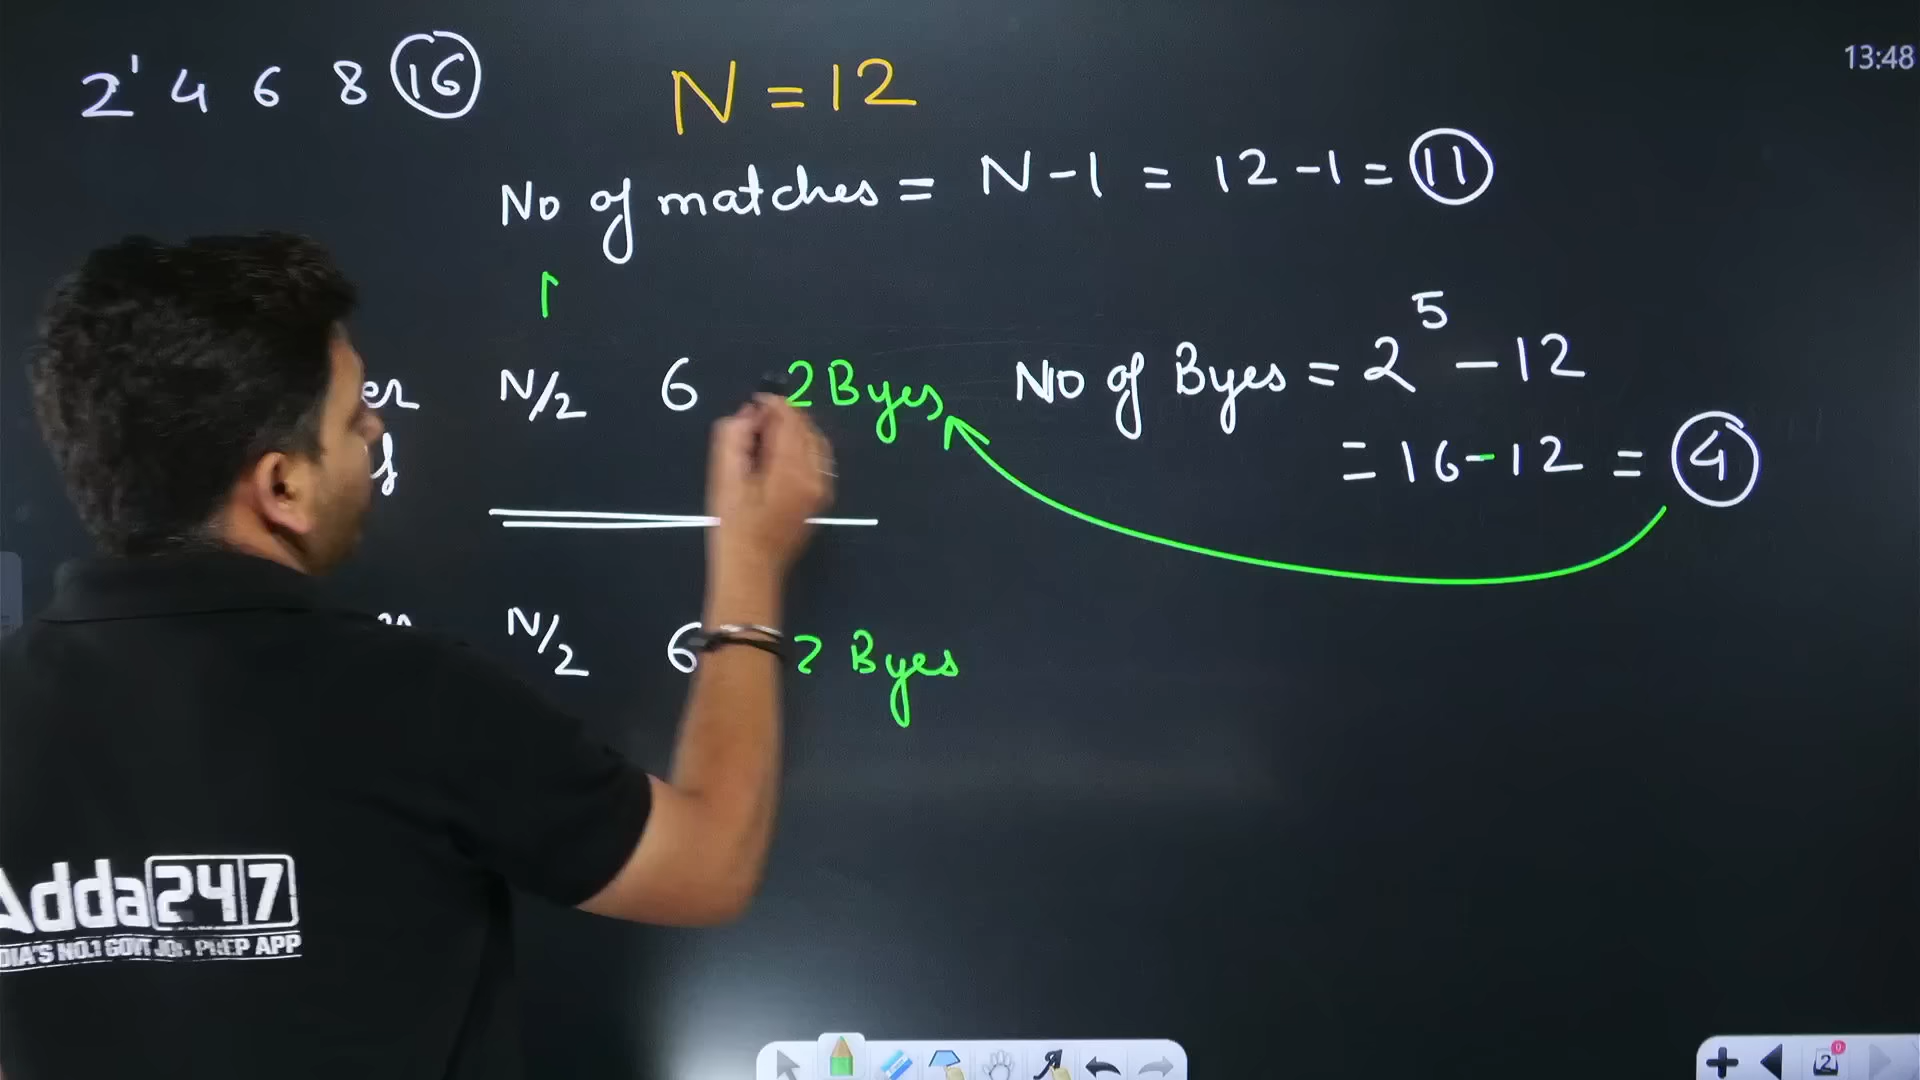 2' 4 6 8 16
N = 12
13:48
No of matches = N-1 = 12-1 = 11
N/2 6 2 Byes
No of Byes = 2^5 - 12
= 16-12 = 4
N/2 6 2 Byes
Adda247